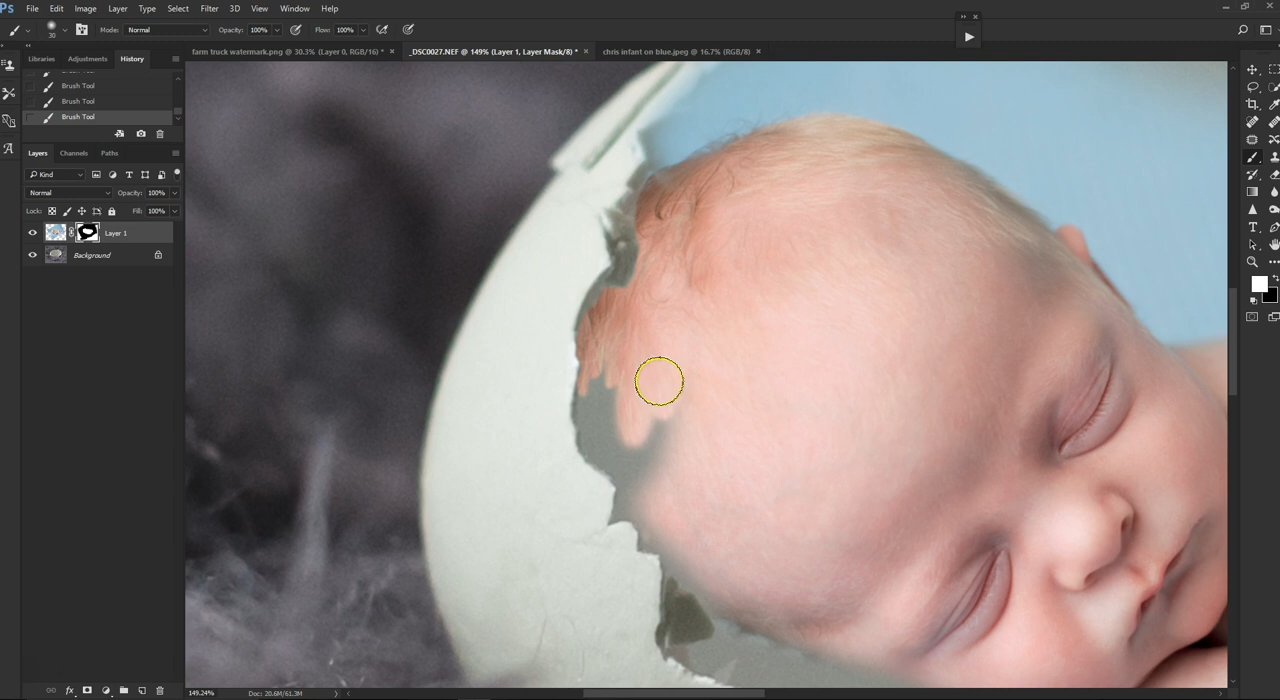 Ps File Edit Image Layer Type Select Filter 3D View Window Help
30 Mode: Normal Opacity: 100% Flow: 100%
farm truck watermark.png @ 30.3% (Layer 0, RGB/16) * × _DSC0027.NEF @ 149% (Layer 1, Layer Mask/8) * × chris infant on blue.jpeg @ 16.7% (RGB/8) ×
Libraries Adjustments History
Brush Tool
Brush Tool
Brush Tool
Brush Tool
Layers Channels Paths
Kind
Normal Opacity: 100%
Lock: Fill: 100%
Layer 1
Background
149.24% Doc: 20.6M/61.3M